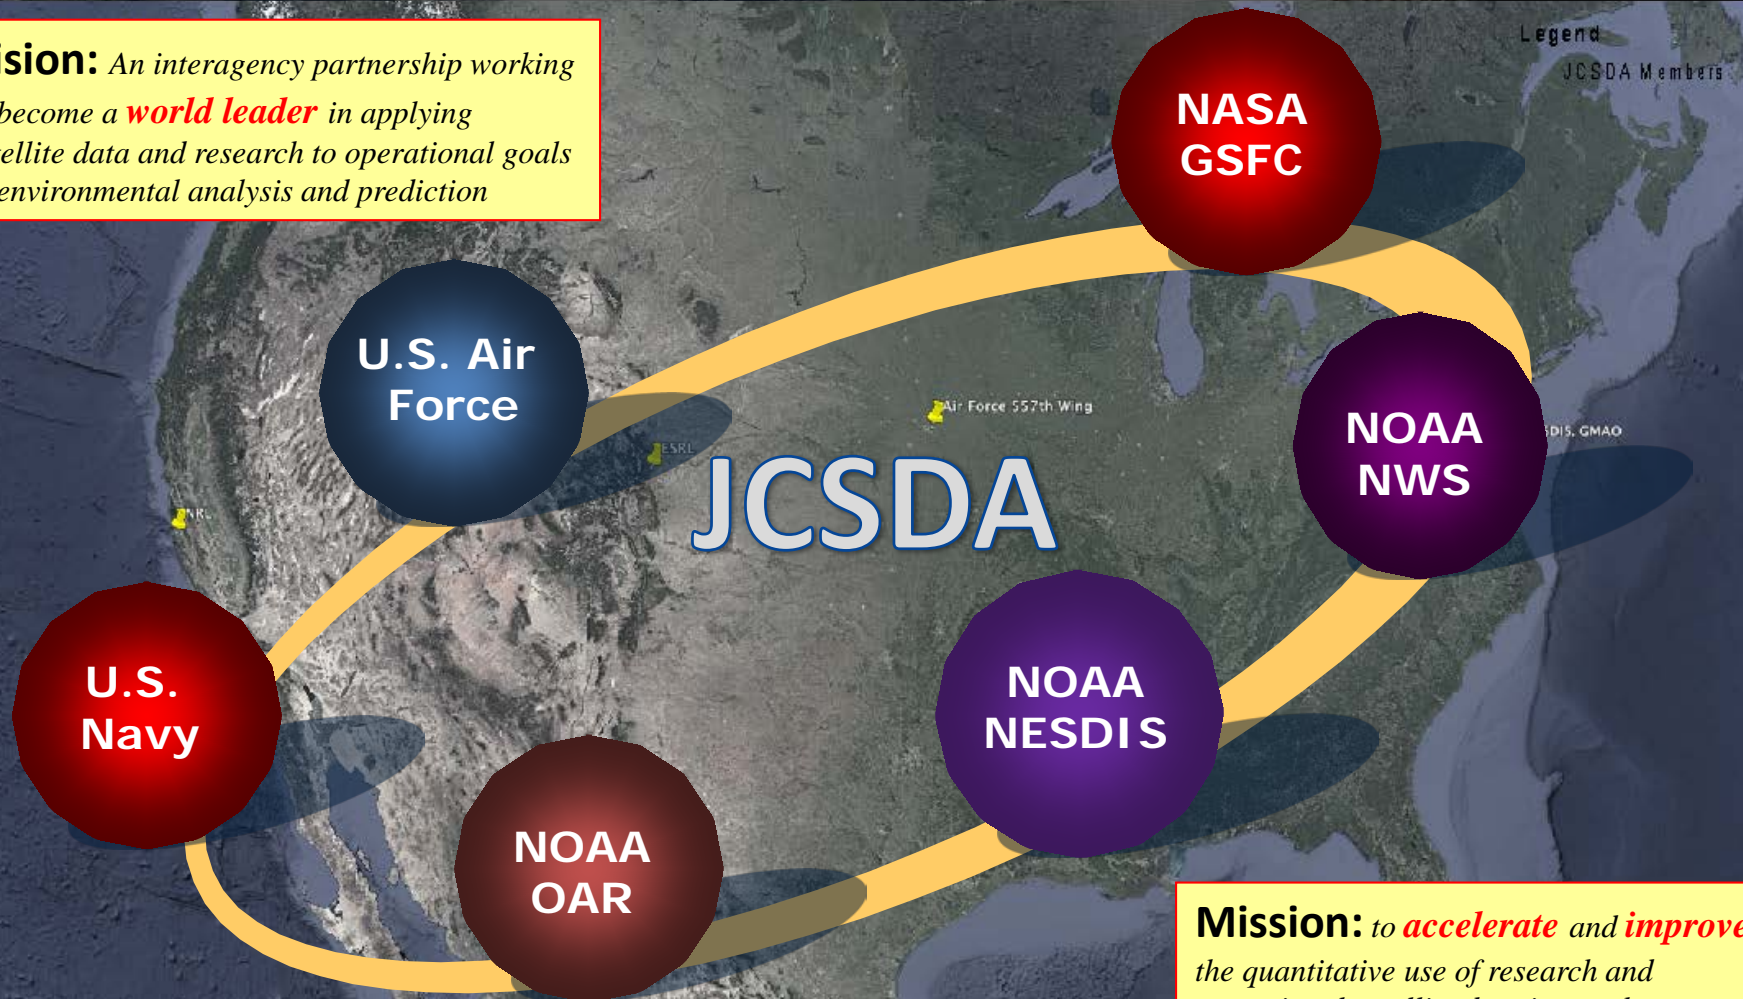 ision: An interagency partnership working
become a world leader in applying
ellite data and research to operational goals
environmental analysis and prediction
Legend
JCSDA Members
NASA
GSFC
U.S. Air
Force
Air Force 557th Wing
ESRL
NOAA
NWS
DIS, GMAO
JCSDA
NRL
U.S.
Navy
NOAA
NESDIS
NOAA
OAR
Mission: to accelerate and improve
the quantitative use of research and